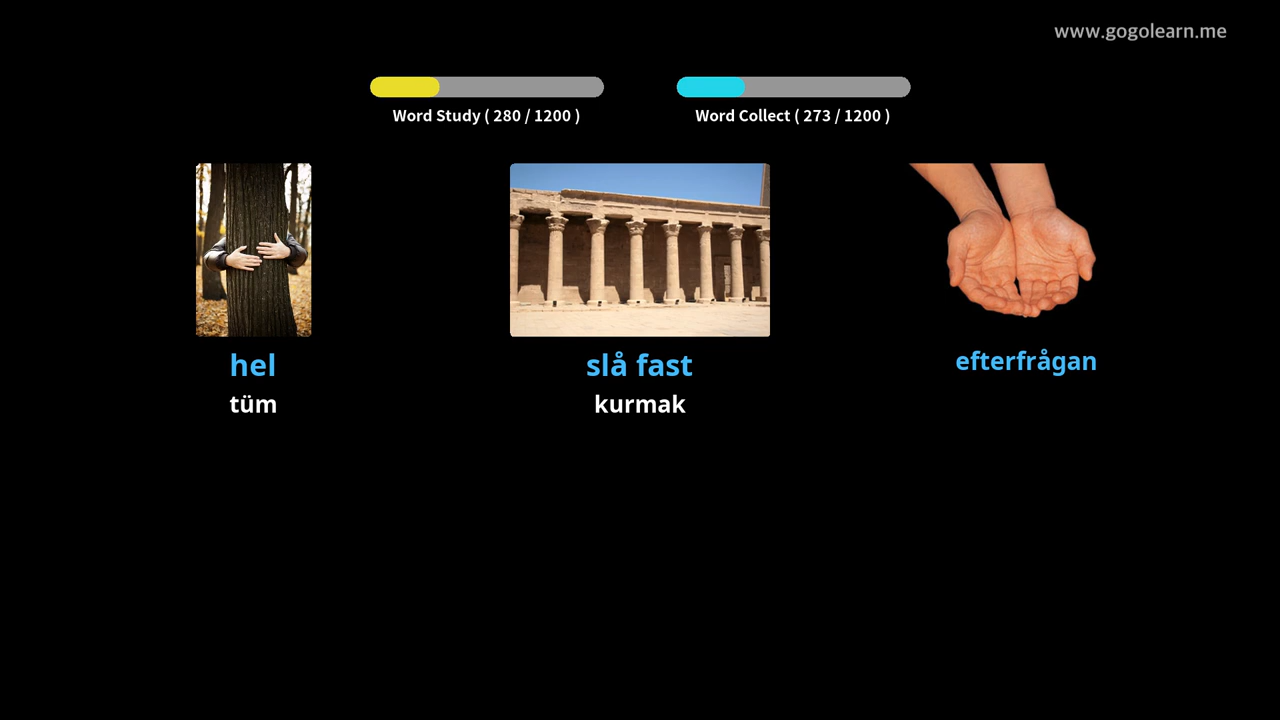 www.gogolearn.me
Word Study ( 280 / 1200 )
Word Collect ( 273 / 1200 )
hel
tüm
slå fast
kurmak
efterfrågan